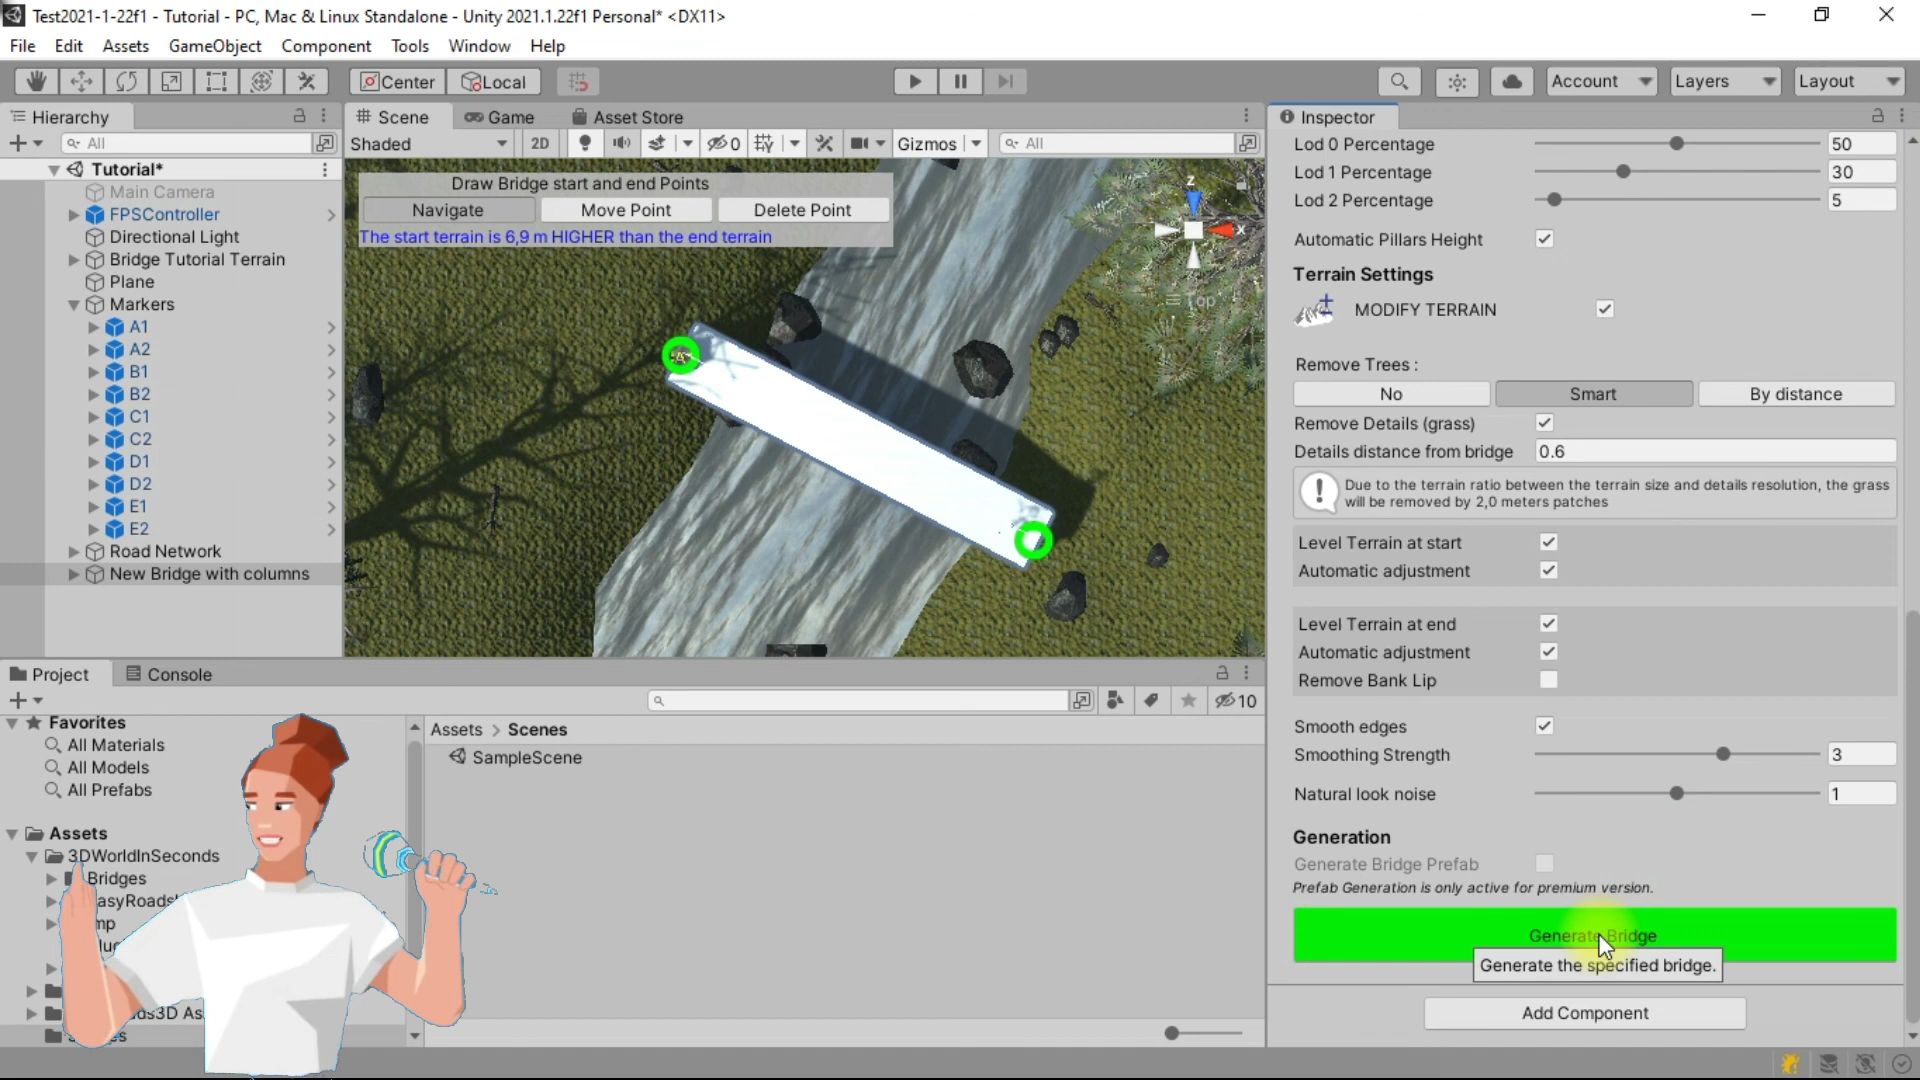 Test2021-1-22f1 - Tutorial - PC, Mac & Linux Standalone - Unity 2021.1.22f1 Personal* <DX11>
File Edit Assets GameObject Component Tools Window Help
Center Local Account Layers Layout
Hierarchy
All
Tutorial*
Main Camera
FPSController
Directional Light
Bridge Tutorial Terrain
Plane
Markers
A1
A2
B1
B2
C1
C2
D1
D2
E1
E2
Road Network
New Bridge with columns
Scene Game Asset Store
Shaded 2D 0 Gizmos All
Draw Bridge start and end Points
Navigate Move Point Delete Point
The start terrain is 6,9 m HIGHER than the end terrain
Z
x
Top
Inspector
Lod 0 Percentage 50
Lod 1 Percentage 30
Lod 2 Percentage 5
Automatic Pillars Height
Terrain Settings
MODIFY TERRAIN
Remove Trees :
No Smart By distance
Remove Details (grass)
Details distance from bridge 0.6
Due to the terrain ratio between the terrain size and details resolution, the grass
will be removed by 2,0 meters patches
Level Terrain at start
Automatic adjustment
Level Terrain at end
Automatic adjustment
Remove Bank Lip
Smooth edges
Smoothing Strength 3
Natural look noise 1
Generation
Generate Bridge Prefab
Prefab Generation is only active for premium version.
Generate Bridge
Generate the specified bridge.
Add Component
Project Console
10
Favorites
All Materials
All Models
All Prefabs
Assets
3DWorldInSeconds
Bridges
Assets > Scenes
SampleScene